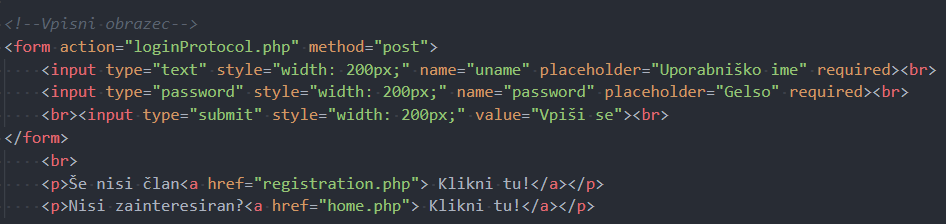 <!--Vpisni obrazec-->
<form action="loginProtocol.php" method="post">
    <input type="text" style="width: 200px;" name="uname" placeholder="Uporabniško ime" required><br>
    <input type="password" style="width: 200px;" name="password" placeholder="Gelso" required><br>
    <br><input type="submit" style="width: 200px;" value="Vpiši se"><br>
</form>
    <br>
    <p>Še nisi član<a href="registration.php"> Klikni tu!</a></p>
    <p>Nisi zainteresiran?<a href="home.php"> Klikni tu!</a></p>